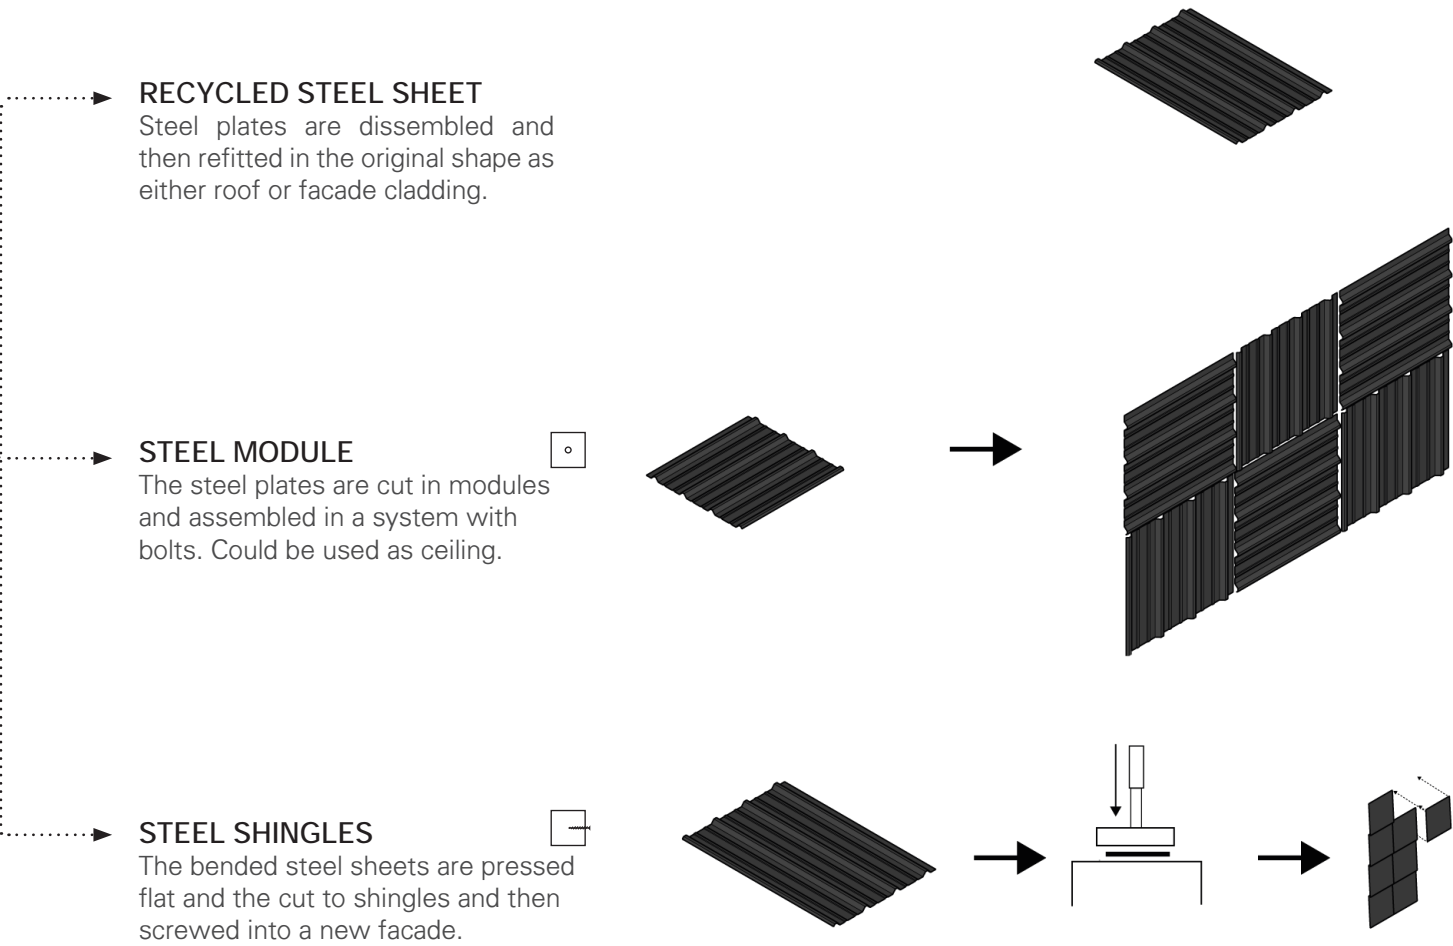 RECYCLED STEEL SHEET
Steel plates are dissembled and
then refitted in the original shape as
either roof or facade cladding.
STEEL MODULE
The steel plates are cut in modules
and assembled in a system with
bolts. Could be used as ceiling.
STEEL SHINGLES
The bended steel sheets are pressed
flat and the cut to shingles and then
screwed into a new facade.